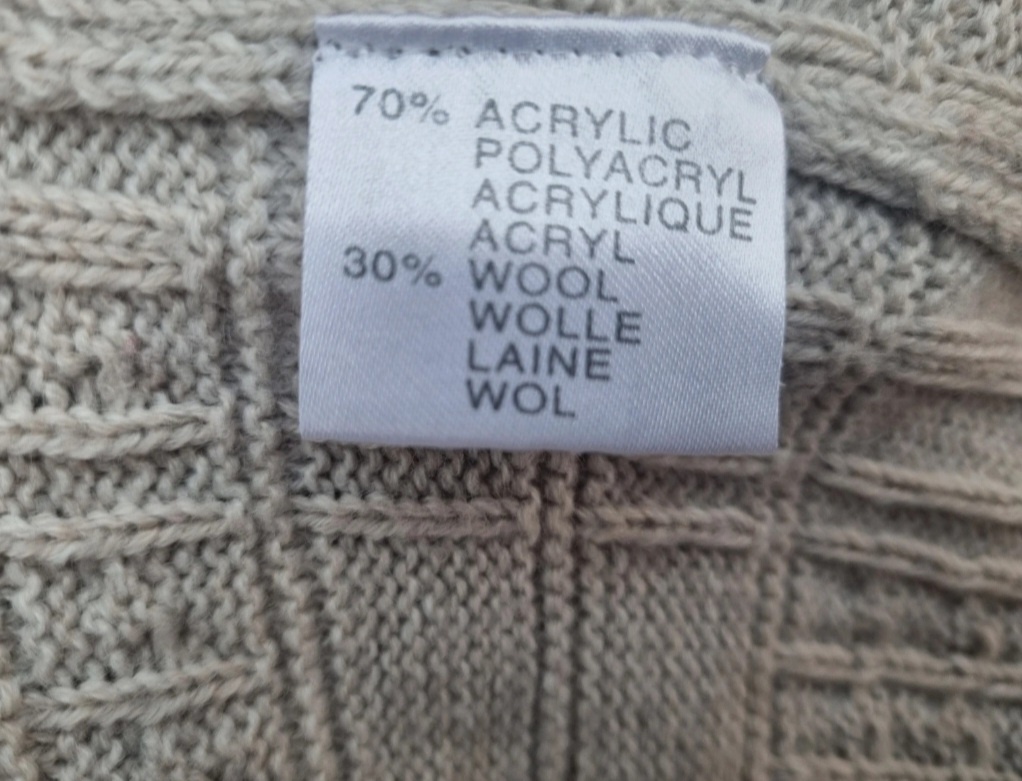 70% ACRYLIC
POLYACRYL
ACRYLIQUE
ACRYL
30% WOOL
WOLLE
LAINE
WOL